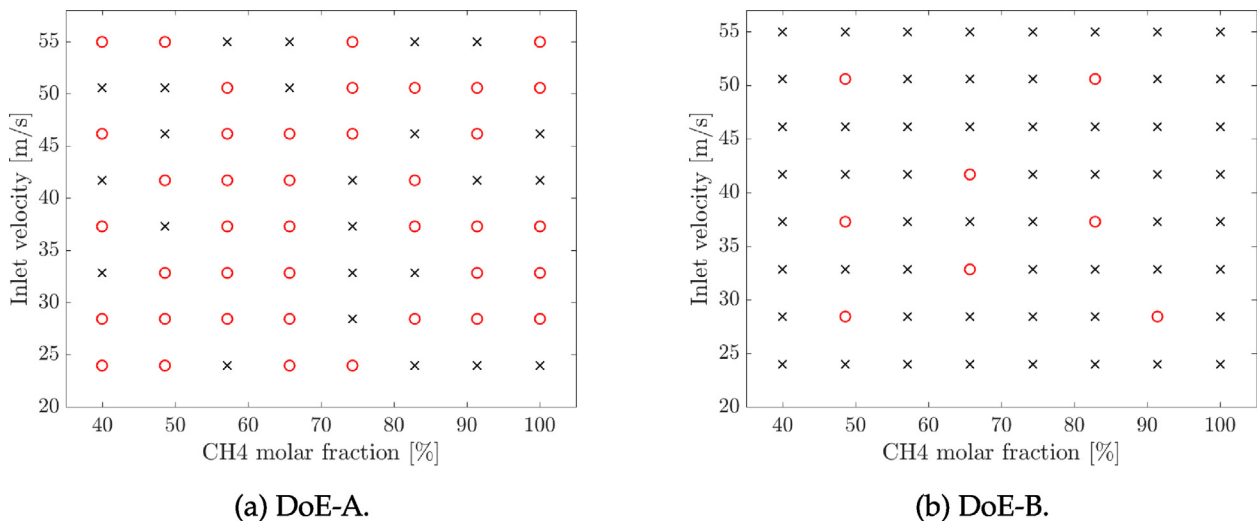 55
50
45
40
35
30
25
20
Inlet velocity [m/s]
40 50 60 70 80 90 100
CH4 molar fraction [%]
(a) DoE-A.
55
50
45
40
35
30
25
20
Inlet velocity [m/s]
40 50 60 70 80 90 100
CH4 molar fraction [%]
(b) DoE-B.